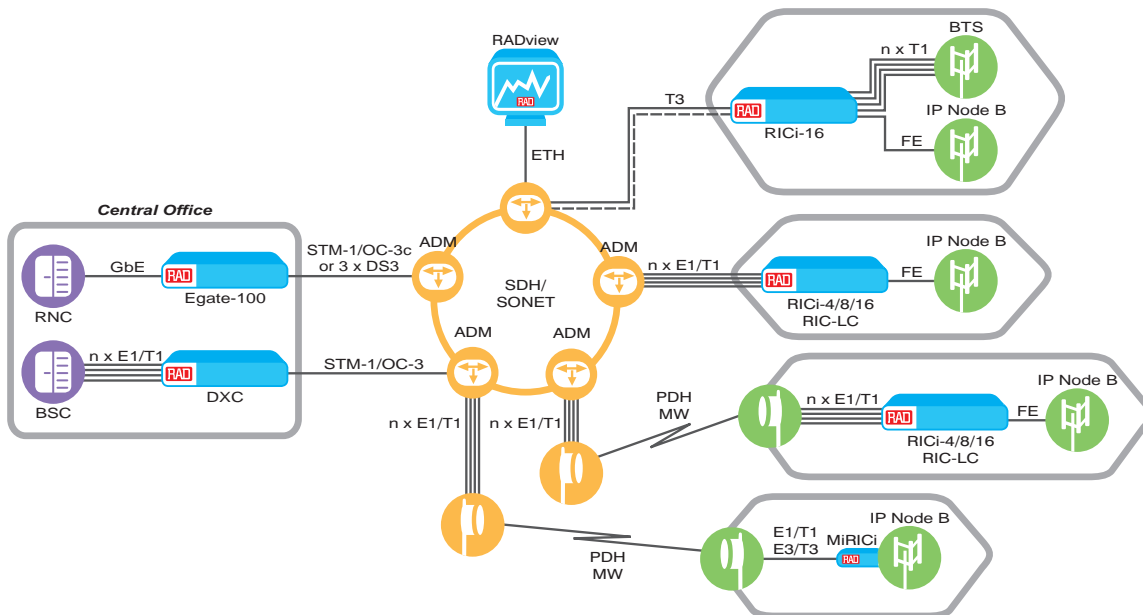 RADview
RAD
ETH
T3
BTS
n x T1
RAD
RICi-16
IP Node B
FE
Central Office
RNC
GbE
RAD
Egate-100
STM-1/OC-3c
or 3 x DS3
ADM
SDH/
SONET
ADM
n x E1/T1
RAD
RICi-4/8/16
RIC-LC
FE
IP Node B
BSC
n x E1/T1
RAD
DXC
STM-1/OC-3
ADM
ADM
n x E1/T1
n x E1/T1
PDH
MW
n x E1/T1
RAD
RICi-4/8/16
RIC-LC
FE
IP Node B
PDH
MW
E1/T1
E3/T3
MiRICi
RAD
IP Node B